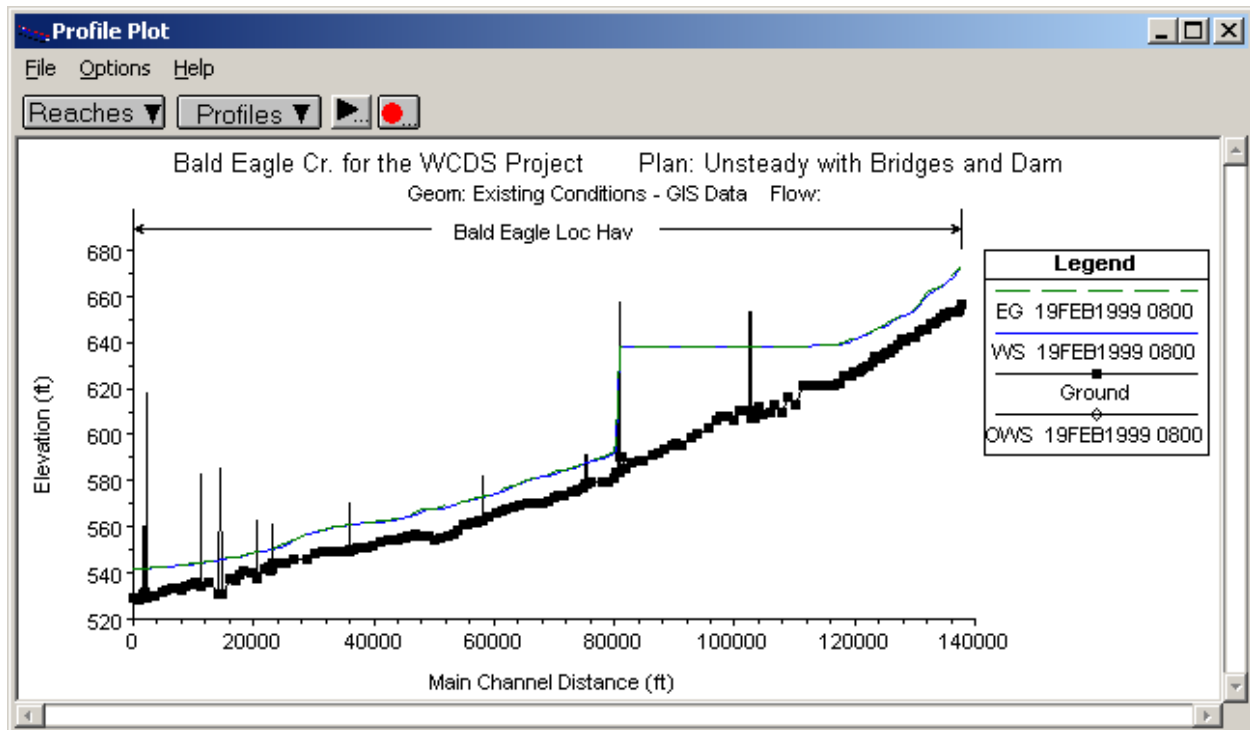 Profile Plot
File Options Help
Reaches ▼ Profiles ▼ ... ...
Bald Eagle Cr. for the WCDS Project Plan: Unsteady with Bridges and Dam
Geom: Existing Conditions - GIS Data Flow:
Bald Eagle Loc Hav
680
660
640
620
600
580
560
540
520
Elevation (ft)
0 20000 40000 60000 80000 100000 120000 140000
Main Channel Distance (ft)
Legend
EG 19FEB1999 0800
WS 19FEB1999 0800
Ground
OWS 19FEB1999 0800